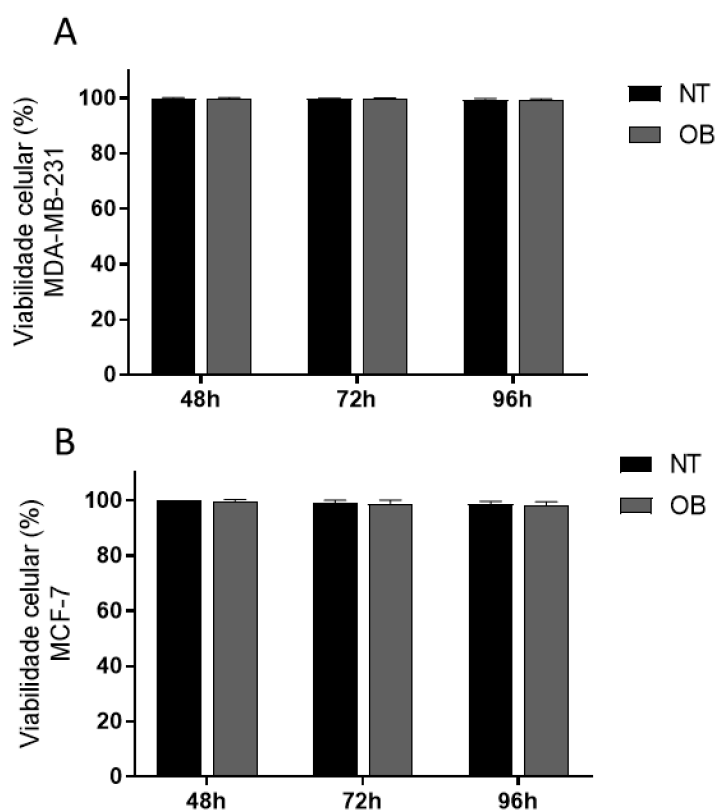 A
Viabilidade celular (%)
MDA-MB-231
100
80
60
40
20
0
48h
72h
96h
NT
OB
B
Viabilidade celular (%)
MCF-7
100
80
60
40
20
0
48h
72h
96h
NT
OB